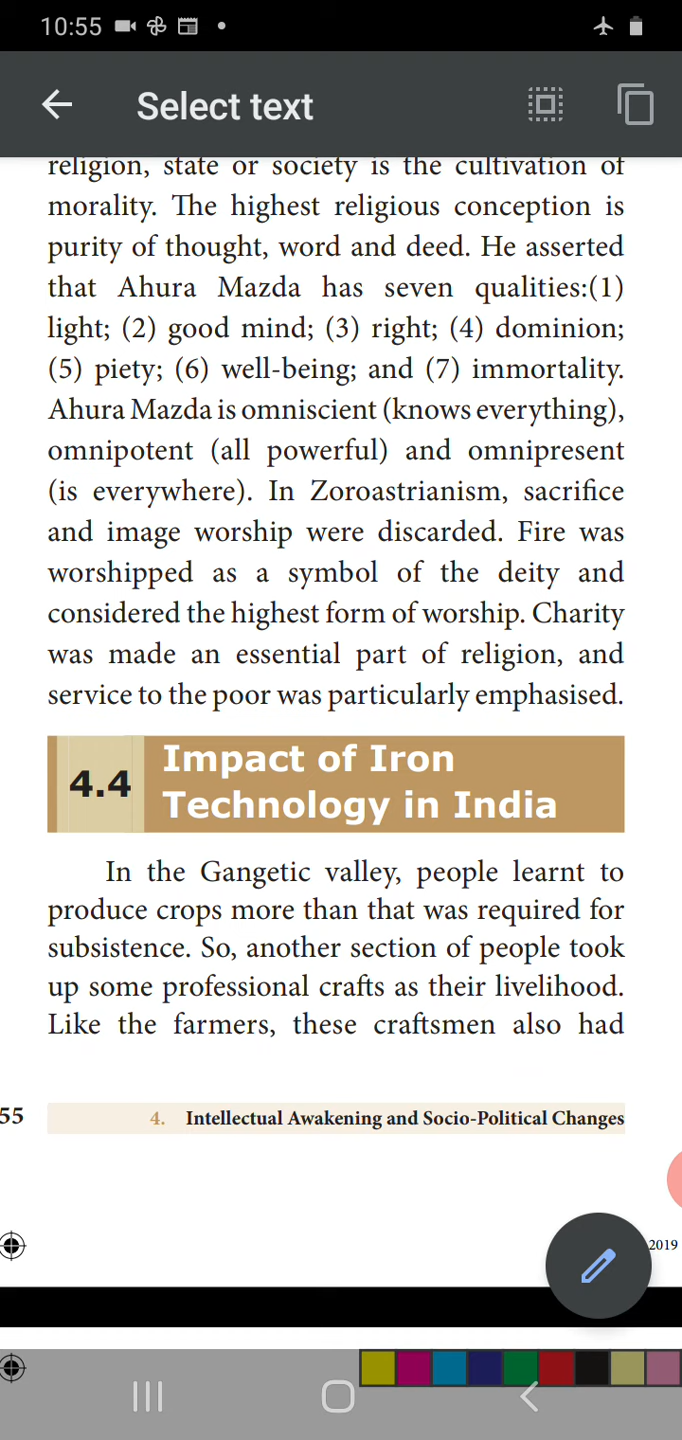 10:55
Select text
religion, state or society is the cultivation of
morality. The highest religious conception is
purity of thought, word and deed. He asserted
that Ahura Mazda has seven qualities:(1)
light; (2) good mind; (3) right; (4) dominion;
(5) piety; (6) well-being; and (7) immortality.
Ahura Mazda is omniscient (knows everything),
omnipotent (all powerful) and omnipresent
(is everywhere). In Zoroastrianism, sacrifice
and image worship were discarded. Fire was
worshipped as a symbol of the deity and
considered the highest form of worship. Charity
was made an essential part of religion, and
service to the poor was particularly emphasised.
4.4 Impact of Iron
Technology in India
In the Gangetic valley, people learnt to
produce crops more than that was required for
subsistence. So, another section of people took
up some professional crafts as their livelihood.
Like the farmers, these craftsmen also had
55 4. Intellectual Awakening and Socio-Political Changes
2019